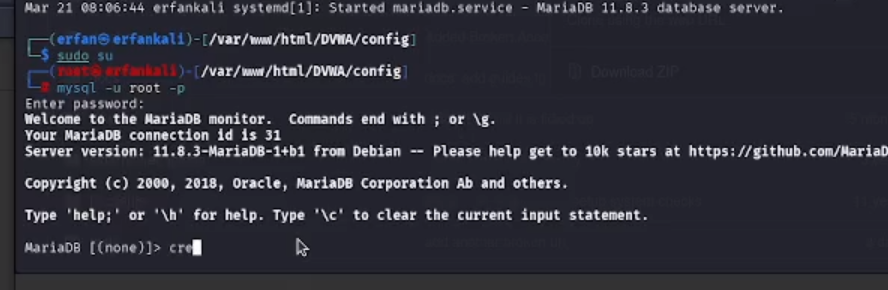 Mar 21 08:06:44 erfankali systemd[1]: Started mariadb.service - MariaDB 11.8.3 database server.
┌──(erfan㉿erfankali)-[/var/www/html/DVWA/config]
└─$ sudo su
┌──(root㉿erfankali)-[/var/www/html/DVWA/config]
└─# mysql -u root -p
Enter password:
Welcome to the MariaDB monitor.  Commands end with ; or \g.
Your MariaDB connection id is 31
Server version: 11.8.3-MariaDB-1+b1 from Debian -- Please help get to 10k stars at https://github.com/MariaD
Copyright (c) 2000, 2018, Oracle, MariaDB Corporation Ab and others.
Type 'help;' or '\h' for help. Type '\c' to clear the current input statement.
MariaDB [(none)]> cre
Download ZIP